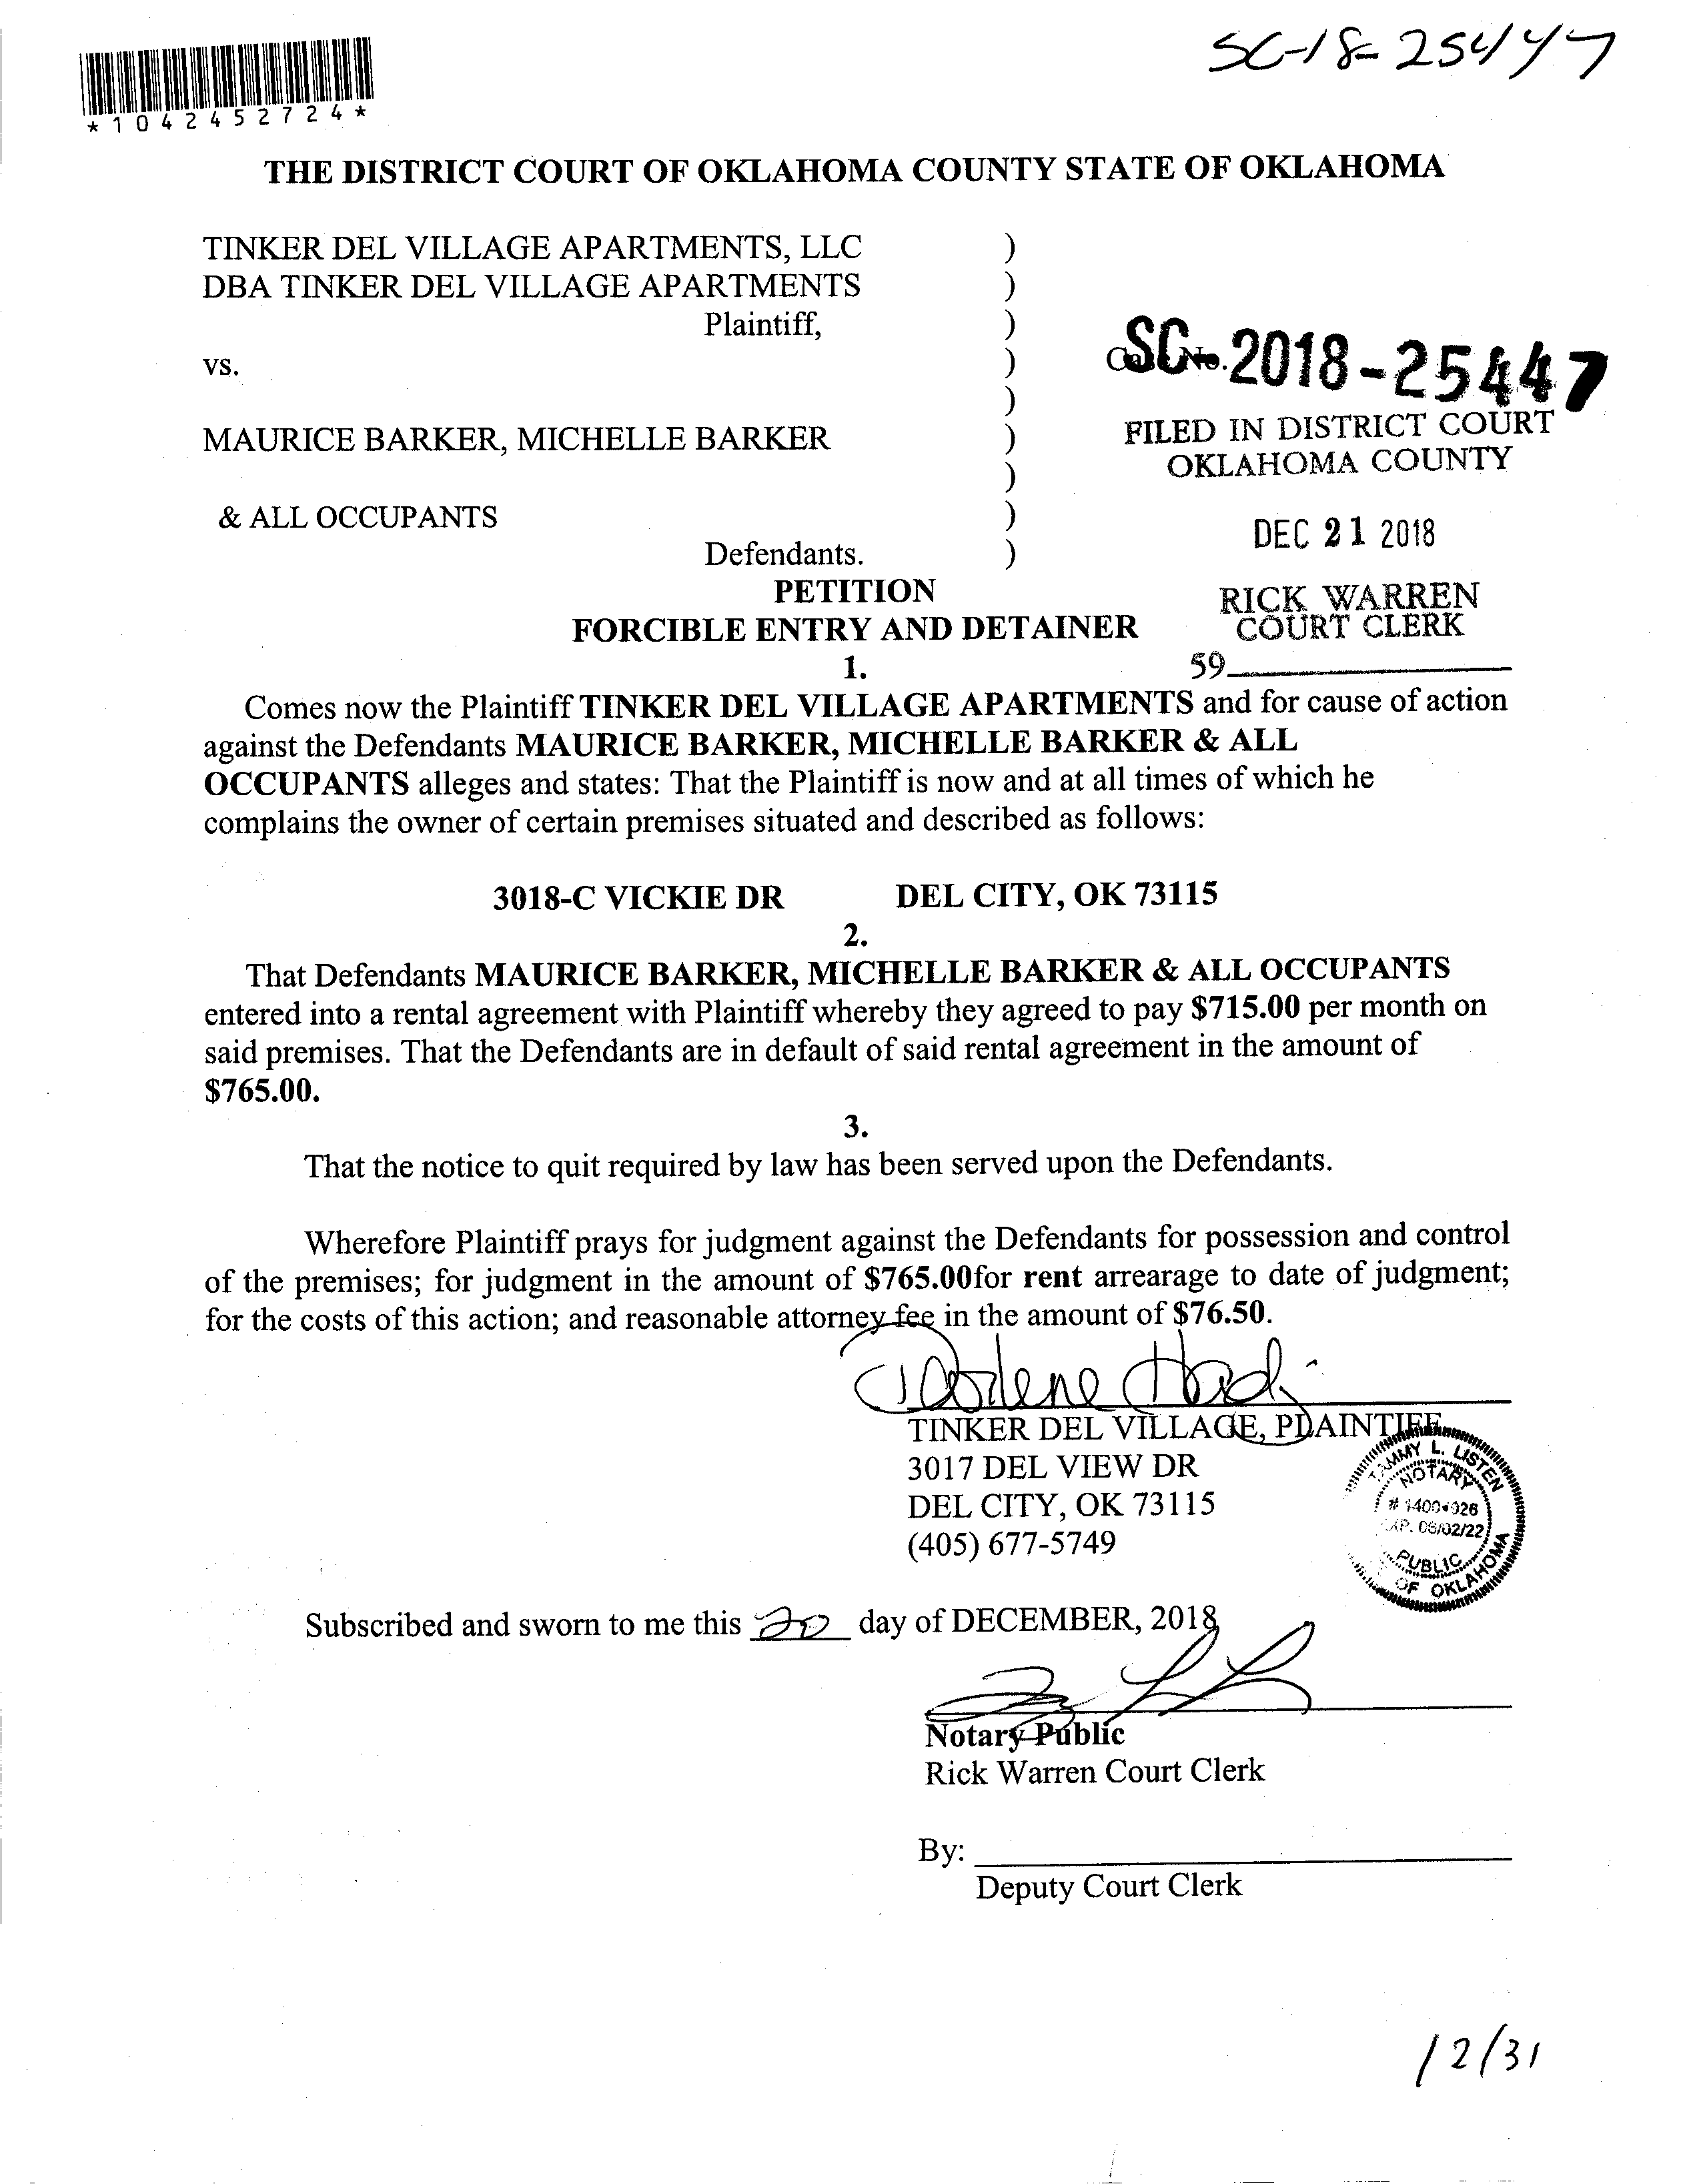 SC-18-25447
*1042452724*
THE DISTRICT COURT OF OKLAHOMA COUNTY STATE OF OKLAHOMA
TINKER DEL VILLAGE APARTMENTS, LLC )
DBA TINKER DEL VILLAGE APARTMENTS )
Plaintiff, )
vs. ) SC-2018-25447
)
MAURICE BARKER, MICHELLE BARKER ) FILED IN DISTRICT COURT
) OKLAHOMA COUNTY
& ALL OCCUPANTS ) DEC 21 2018
Defendants. )
PETITION RICK WARREN
FORCIBLE ENTRY AND DETAINER COURT CLERK
1. 59
Comes now the Plaintiff TINKER DEL VILLAGE APARTMENTS and for cause of action
against the Defendants MAURICE BARKER, MICHELLE BARKER & ALL
OCCUPANTS alleges and states: That the Plaintiff is now and at all times of which he
complains the owner of certain premises situated and described as follows:
3018-C VICKIE DR DEL CITY, OK 73115
2.
That Defendants MAURICE BARKER, MICHELLE BARKER & ALL OCCUPANTS
entered into a rental agreement with Plaintiff whereby they agreed to pay $715.00 per month on
said premises. That the Defendants are in default of said rental agreement in the amount of
$765.00.
3.
That the notice to quit required by law has been served upon the Defendants.
Wherefore Plaintiff prays for judgment against the Defendants for possession and control
of the premises; for judgment in the amount of $765.00for rent arrearage to date of judgment;
for the costs of this action; and reasonable attorney fee in the amount of $76.50.
Darlene
TINKER DEL VILLAGE, PLAINTIFF
3017 DEL VIEW DR
DEL CITY, OK 73115
(405) 677-5749
TAMMY L. LISTEN
NOTARY
PUBLIC
OF OKLAHOMA
Subscribed and sworn to me this 20 day of DECEMBER, 2018
Notary Public
Rick Warren Court Clerk
By:
Deputy Court Clerk
12/31